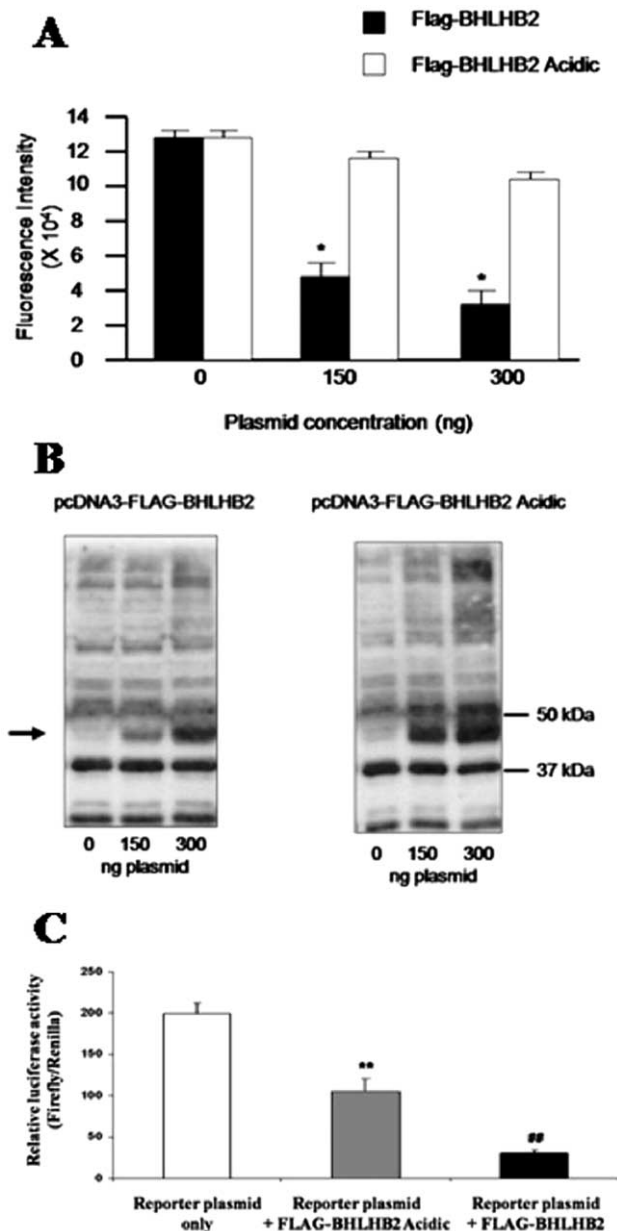 A
Flag-BHLHB2
Flag-BHLHB2 Acidic
Fluorescence Intensity
(X 10⁴)
14
12
10
8
6
4
2
0
*
*
0 150 300
Plasmid concentration (ng)
B
pcDNA3-FLAG-BHLHB2 pcDNA3-FLAG-BHLHB2 Acidic
50 kDa
37 kDa
0 150 300 0 150 300
ng plasmid ng plasmid
C
Relative luciferase activity
(Firefly/Renilla)
250
200
150
100
50
0
**
##
Reporter plasmid only
Reporter plasmid + FLAG-BHLHB2 Acidic
Reporter plasmid + FLAG-BHLHB2